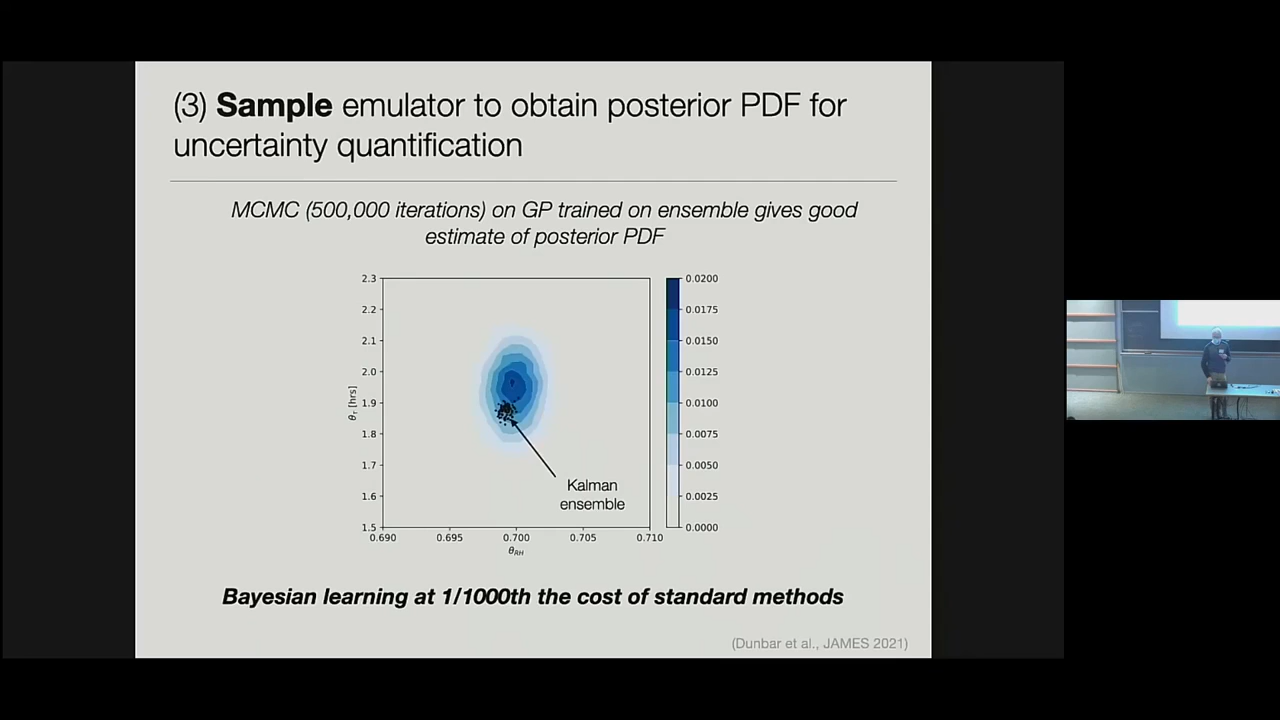 (3) Sample emulator to obtain posterior PDF for
uncertainty quantification
MCMC (500,000 iterations) on GP trained on ensemble gives good
estimate of posterior PDF
2.3
2.2
2.1
2.0
1.9
1.8
1.7
1.6
1.5
θτ [hrs]
0.690
0.695
0.700
0.705
0.710
θRH
0.0200
0.0175
0.0150
0.0125
0.0100
0.0075
0.0050
0.0025
0.0000
Kalman
ensemble
Bayesian learning at 1/1000th the cost of standard methods
(Dunbar et al., JAMES 2021)